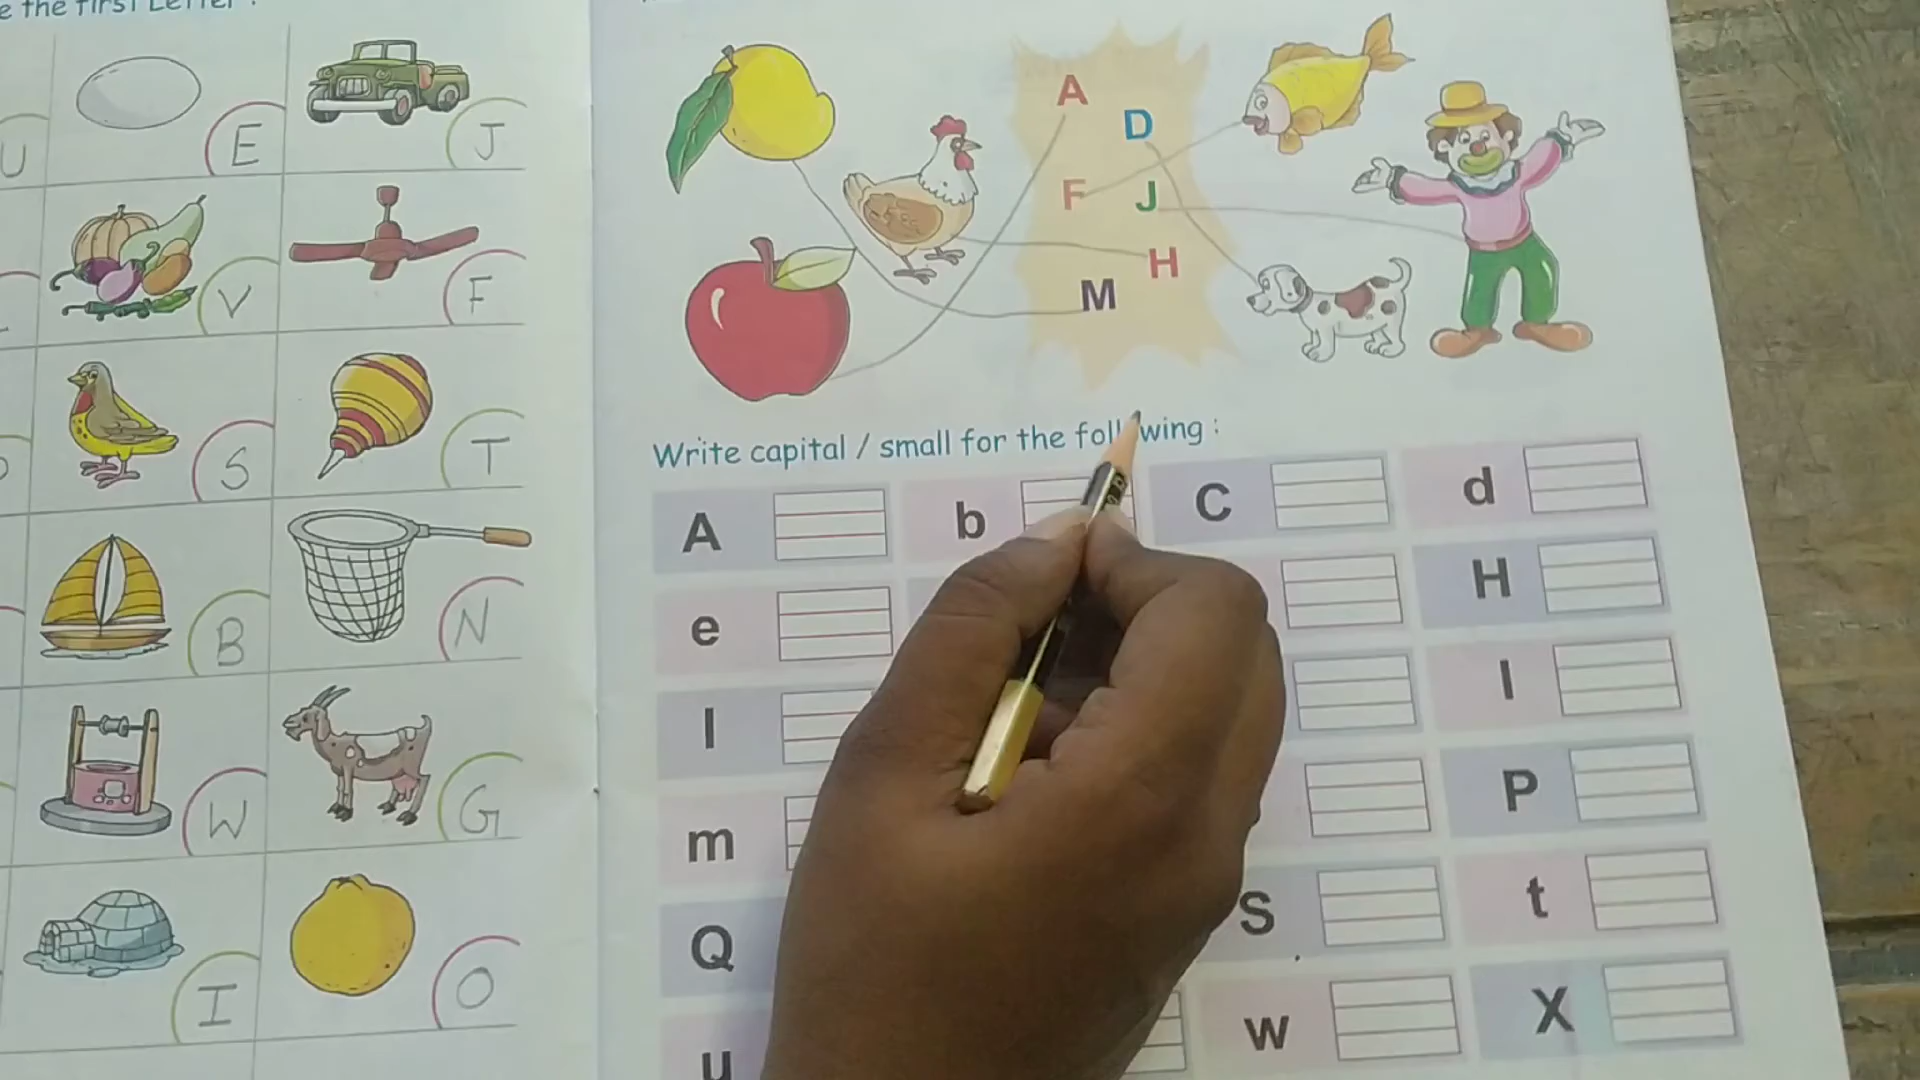 e the first Letter :
U
E
J
V
F
S
T
B
N
W
G
I
O
A
D
F
J
H
M
Write capital / small for the following :
A
b
C
d
e
H
l
I
m
P
Q
S
t
u
w
X